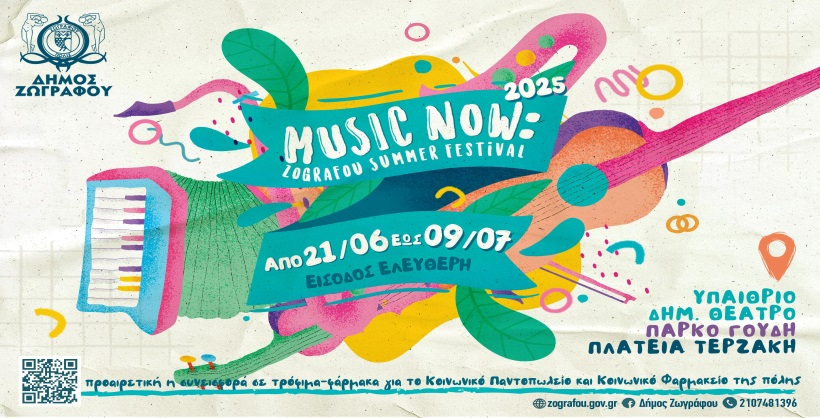 ΔΗΜΟΣ
ΖΩΓΡΑΦΟΥ
2025
MUSIC NOW:
ZOGRAFOU SUMMER FESTIVAL
ΑΠΟ 21/06 ΕΩΣ 09/07
ΕΙΣΟΔΟΣ ΕΛΕΥΘΕΡΗ
ΥΠΑΙΘΡΙΟ
ΔΗΜ. ΘΕΑΤΡΟ
ΠΑΡΚΟ ΓΟΥΔΗ
ΠΛΑΤΕΙΑ ΤΕΡΖΑΚΗ
προαιρετική η συνεισφορά σε τρόφιμα-φάρμακα για το Κοινωνικό Παντοπωλείο και Κοινωνικό Φαρμακείο της πόλης
zografou.gov.gr Δήμος Ζωγράφου 2107481396